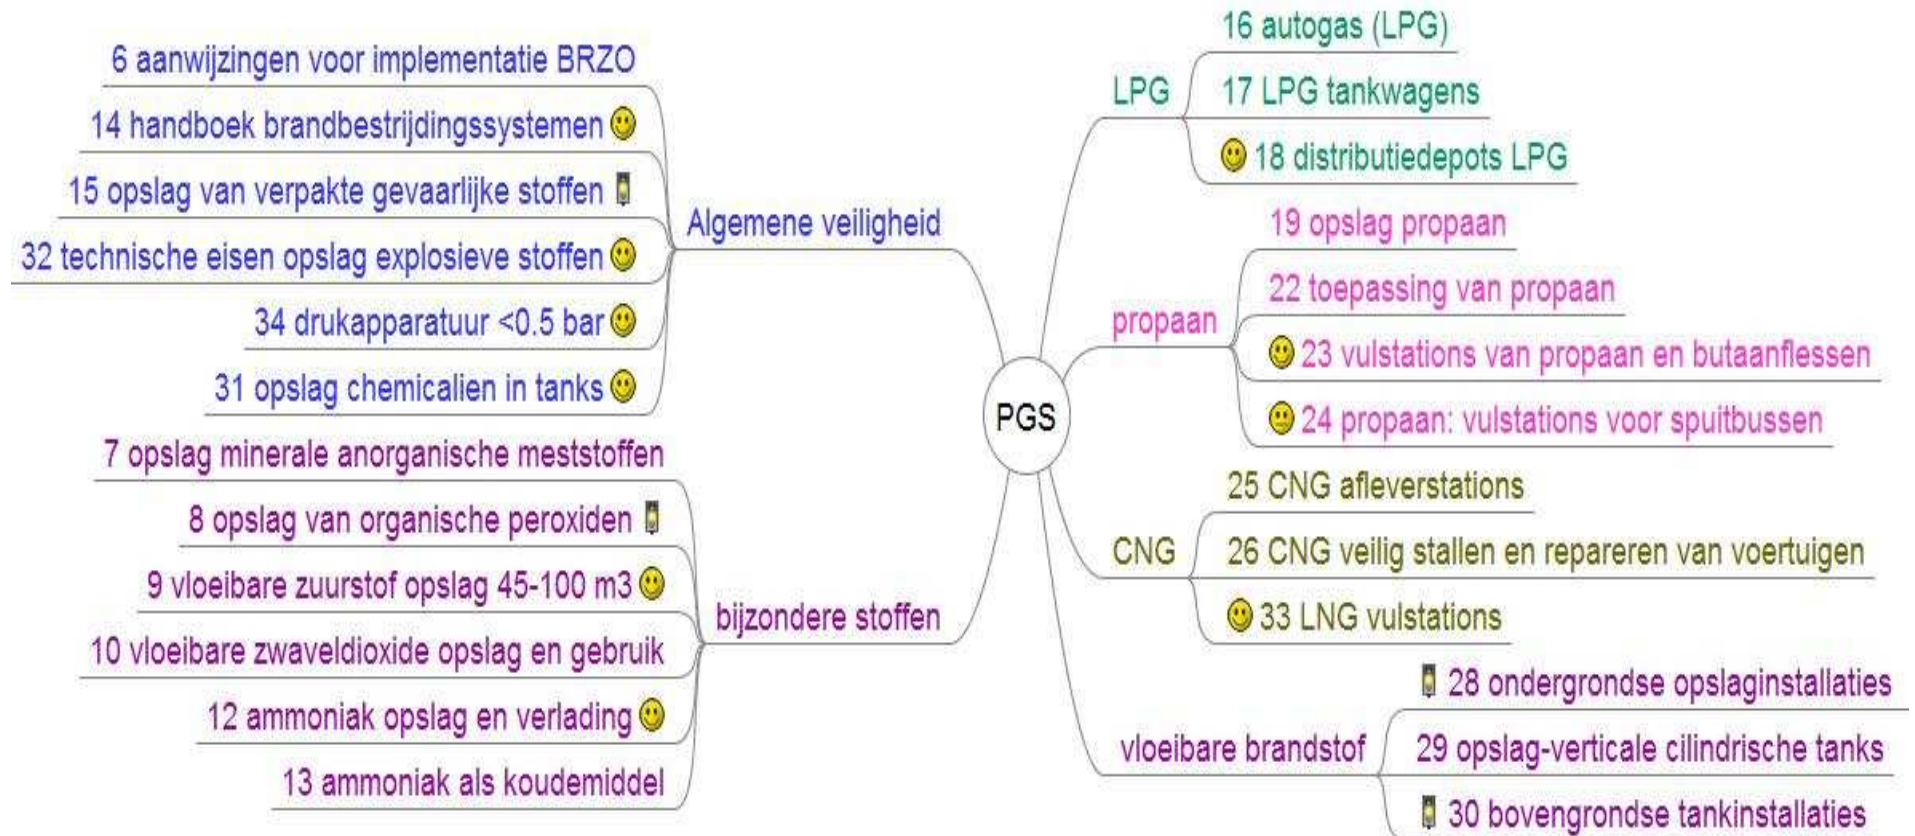 6 aanwijzingen voor implementatie BRZO
14 handboek brandbestrijdingssystemen
15 opslag van verpakte gevaarlijke stoffen
32 technische eisen opslag explosieve stoffen
34 drukapparatuur <0.5 bar
31 opslag chemicalien in tanks
Algemene veiligheid
7 opslag minerale anorganische meststoffen
8 opslag van organische peroxiden
9 vloeibare zuurstof opslag 45-100 m3
10 vloeibare zwaveldioxide opslag en gebruik
12 ammoniak opslag en verlading
13 ammoniak als koudemiddel
bijzondere stoffen
PGS
LPG
16 autogas (LPG)
17 LPG tankwagens
18 distributiedepots LPG
propaan
19 opslag propaan
22 toepassing van propaan
23 vulstations van propaan en butaanflessen
24 propaan: vulstations voor spuitbussen
CNG
25 CNG afleverstations
26 CNG veilig stallen en repareren van voertuigen
33 LNG vulstations
vloeibare brandstof
28 ondergrondse opslaginstallaties
29 opslag-verticale cilindrische tanks
30 bovengrondse tankinstallaties